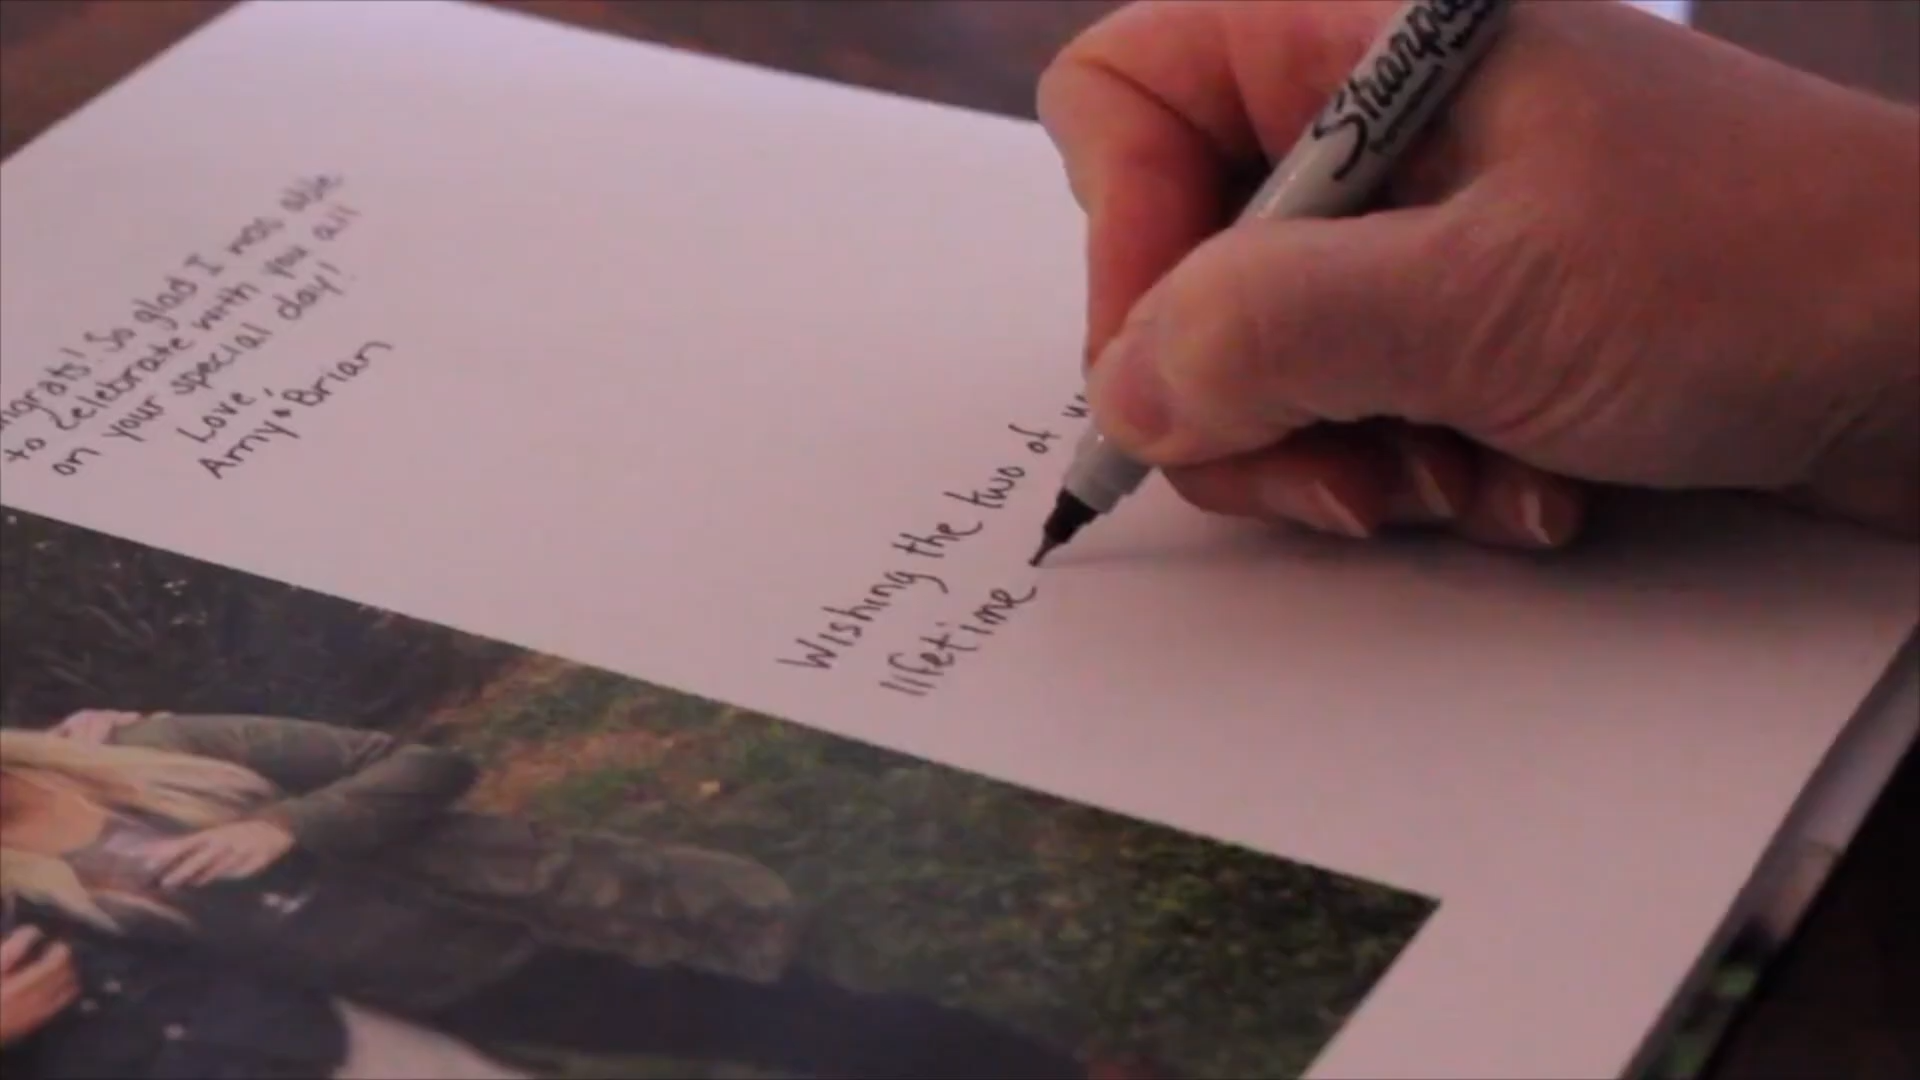 ngrats! So glad I was able
to celebrate with you all
on your special day!
Love,
Amy & Brian
Wishing the two of
lifetime
Sharpie